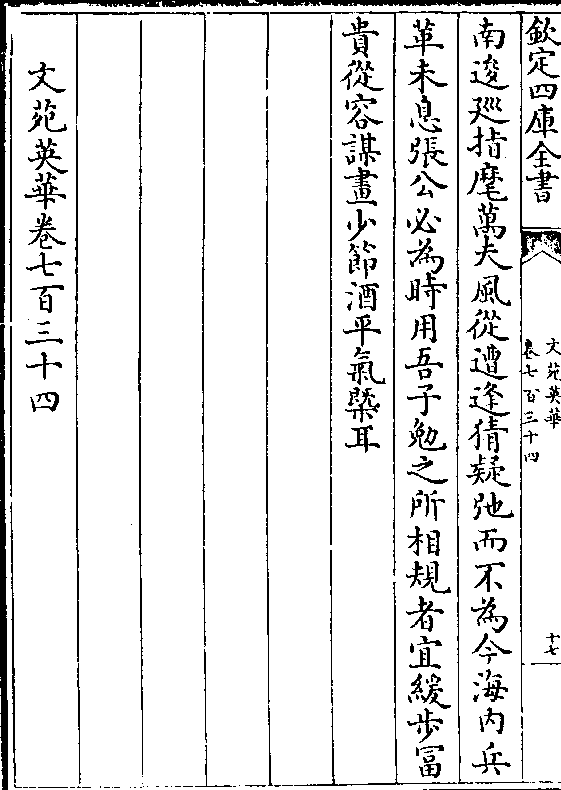 欽定四庫全書
文苑英華
卷七百三十四
十七
南逡廵指麾萬夫風從遭逢猜疑弛而不為今海内兵
革未息張公必為時用吾子勉之所相規者宜緩步冨
貴從容謀畫少節酒平氣槩耳
文苑英華卷七百三十四